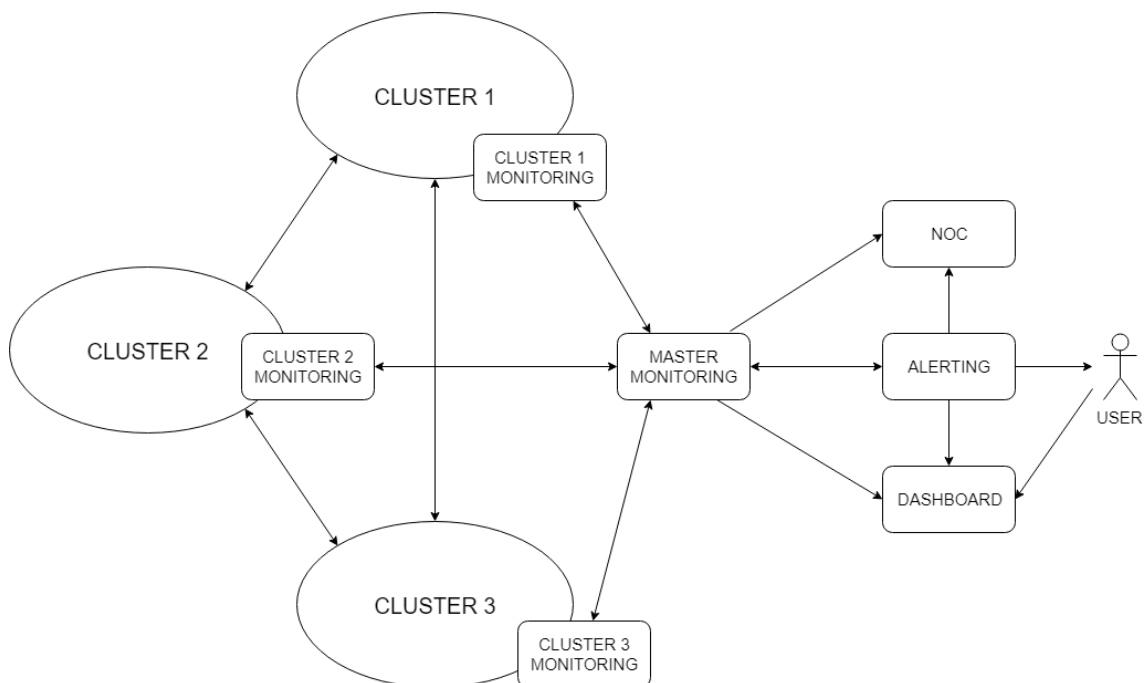 CLUSTER 1
CLUSTER 1
MONITORING
NOC
CLUSTER 2
CLUSTER 2
MONITORING
MASTER
MONITORING
ALERTING
USER
DASHBOARD
CLUSTER 3
CLUSTER 3
MONITORING